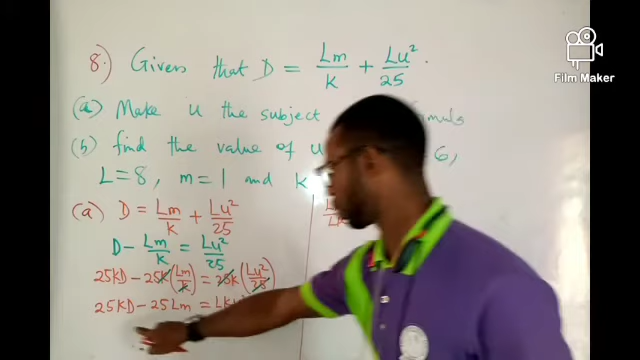 8.) Given that D = Lm/k + Lu²/25.
(a) Make u the subject
(b) find the value of u 6,
L=8, m=1 and k
(a) D = Lm/k + Lu²/25
D - Lm/k = Lu²/25
25KD - 25k(Lm/k) = 25k(Lu²/25)
25KD - 25Lm = Lk
Film Maker